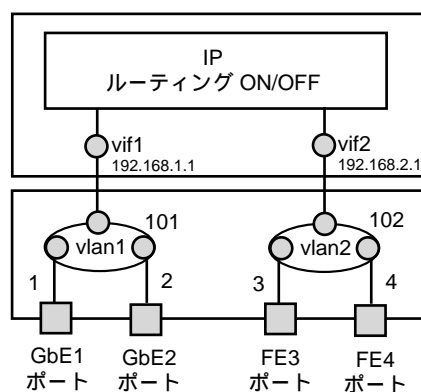 IP
ルーティング ON/OFF
vif1
192.168.1.1
vif2
192.168.2.1
101
vlan1
102
vlan2
1
2
3
4
GbE1
ポート
GbE2
ポート
FE3
ポート
FE4
ポート